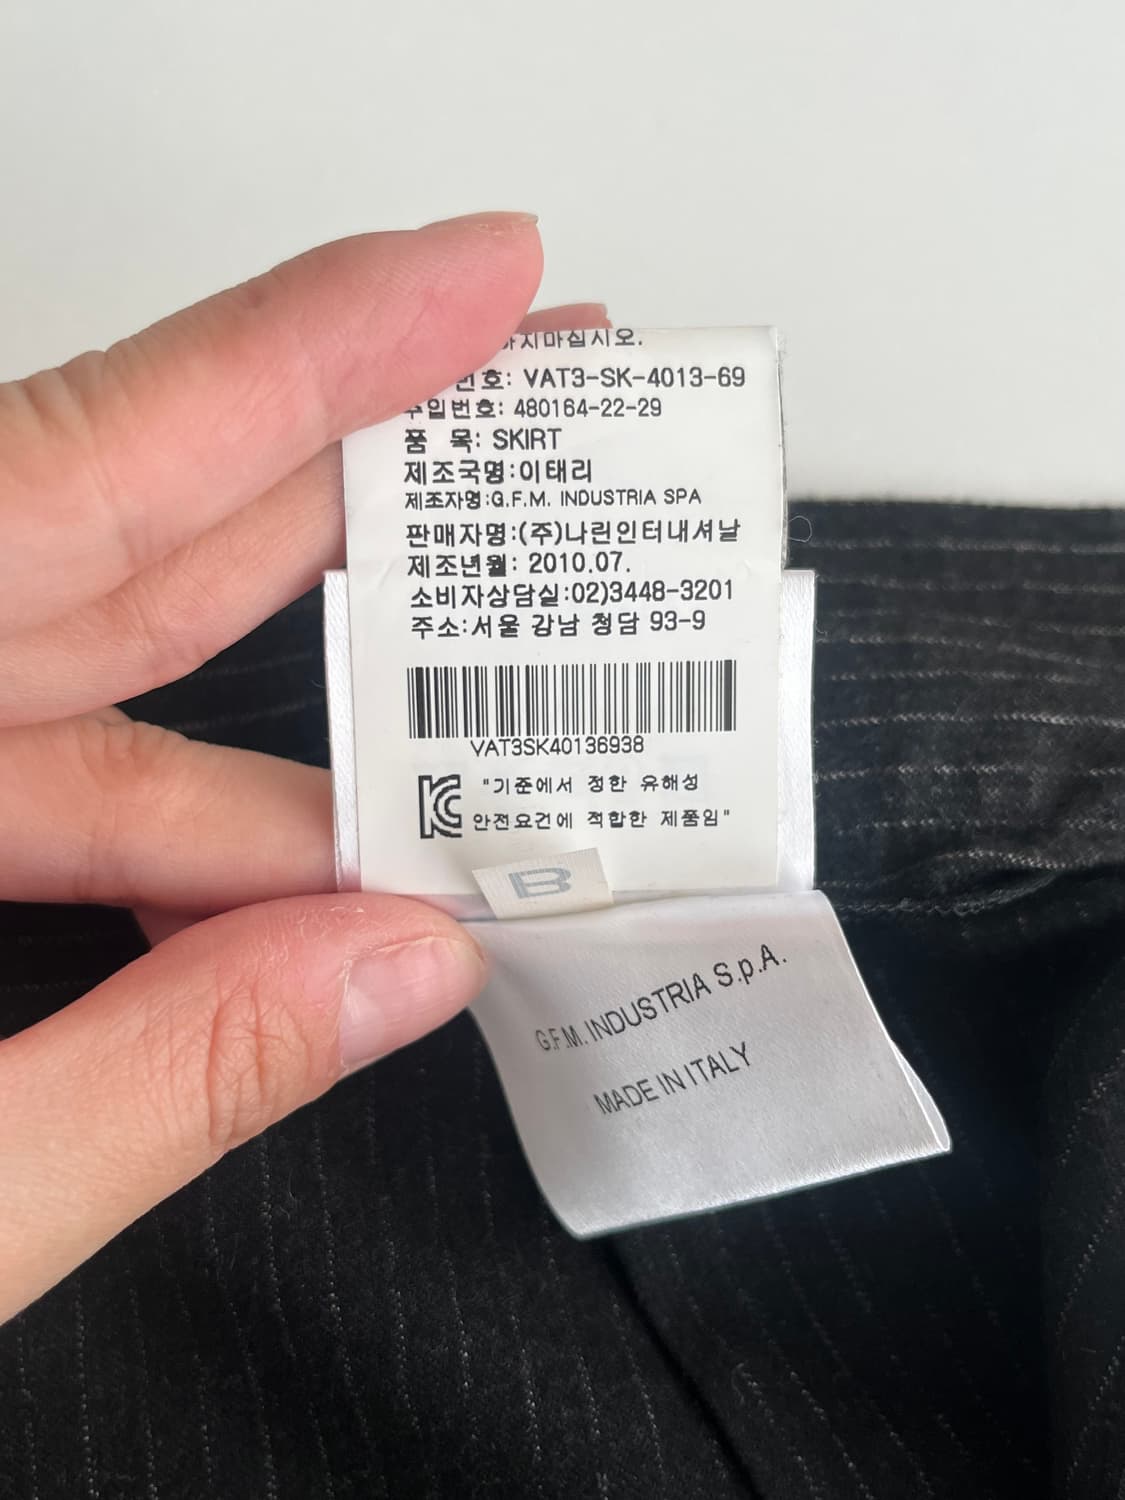 하지마십시오.
번호: VAT3-SK-4013-69
수입번호: 480164-22-29
품 목: SKIRT
제조국명:이태리
제조자명:G.F.M. INDUSTRIA SPA
판매자명:(주)나린인터내셔날
제조년월: 2010.07.
소비자상담실:02)3448-3201
주소:서울 강남 청담 93-9
VAT3SK40136938
KC "기준에서 정한 유해성
안전요건에 적합한 제품임"
B
G.F.M. INDUSTRIA S.p.A.
MADE IN ITALY